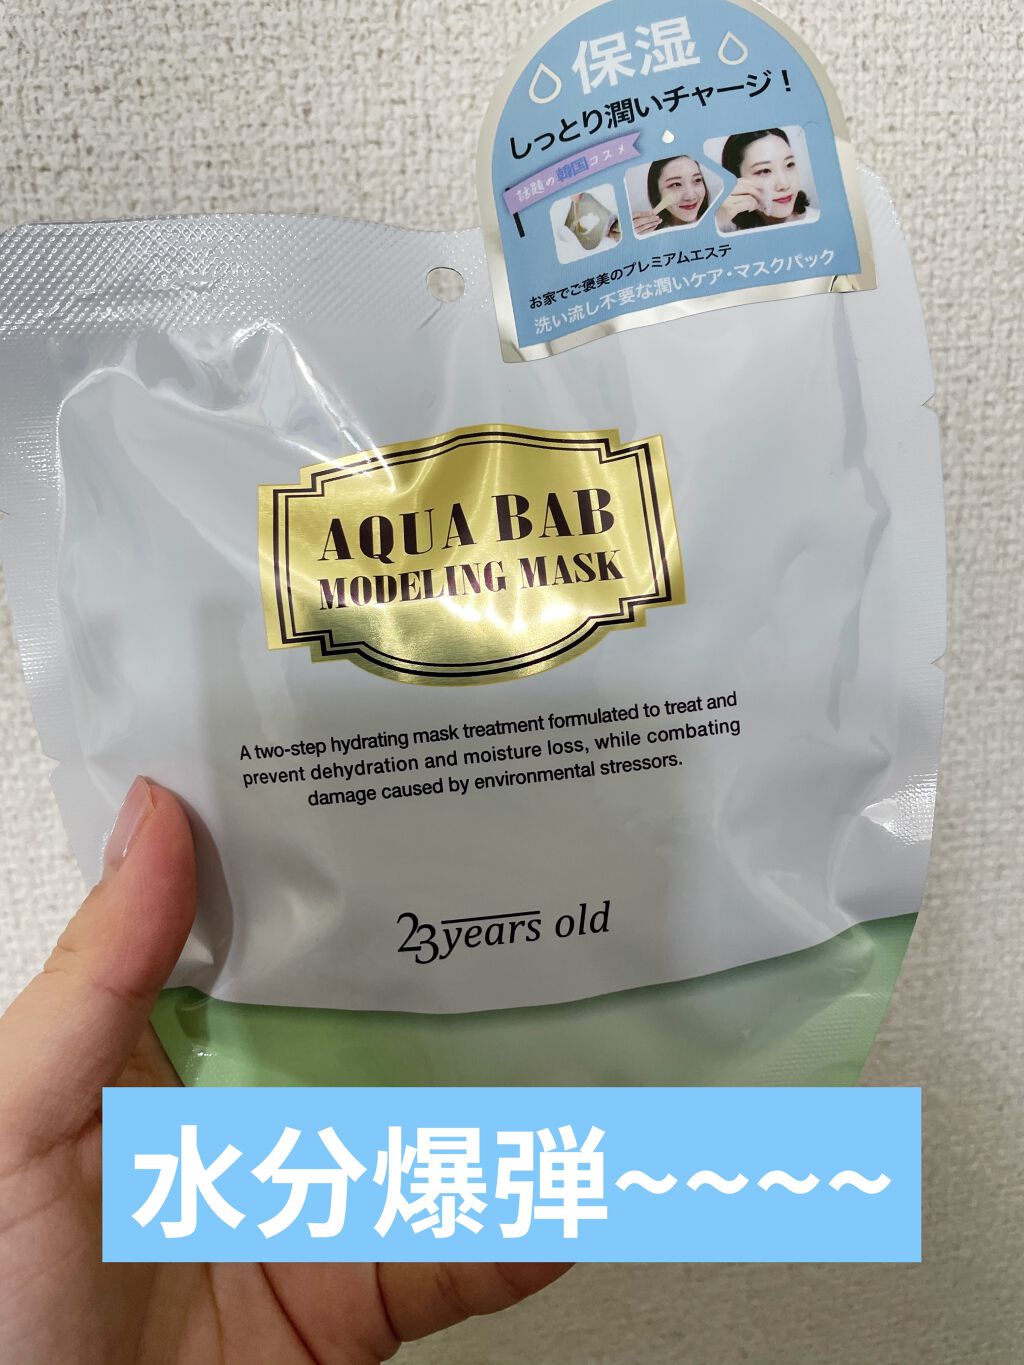 保湿
しっとり潤いチャージ！
話題の韓国コスメ
お家でご褒美のプレミアムエステ
洗い流し不要な潤いケア・マスクパック
AQUA BAB
MODELING MASK
A two-step hydrating mask treatment formulated to treat and
prevent dehydration and moisture loss, while combating
damage caused by environmental stressors.
23 years old
水分爆弾~~~~